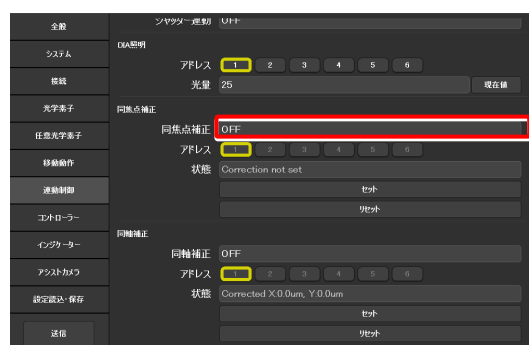 全般
システム
接続
光学素子
任意光学素子
移動動作
連動制御
コントローラー
インジケーター
アシストカメラ
設定読込・保存
送信
シャッター連動 OFF
DIA照明
アドレス 1 2 3 4 5 6
光量 25 現在値
同焦点補正
同焦点補正 OFF
アドレス 1 2 3 4 5 6
状態 Correction not set
セット
リセット
同軸補正
同軸補正 OFF
アドレス 1 2 3 4 5 6
状態 Corrected X:0.0um, Y:0.0um
セット
リセット